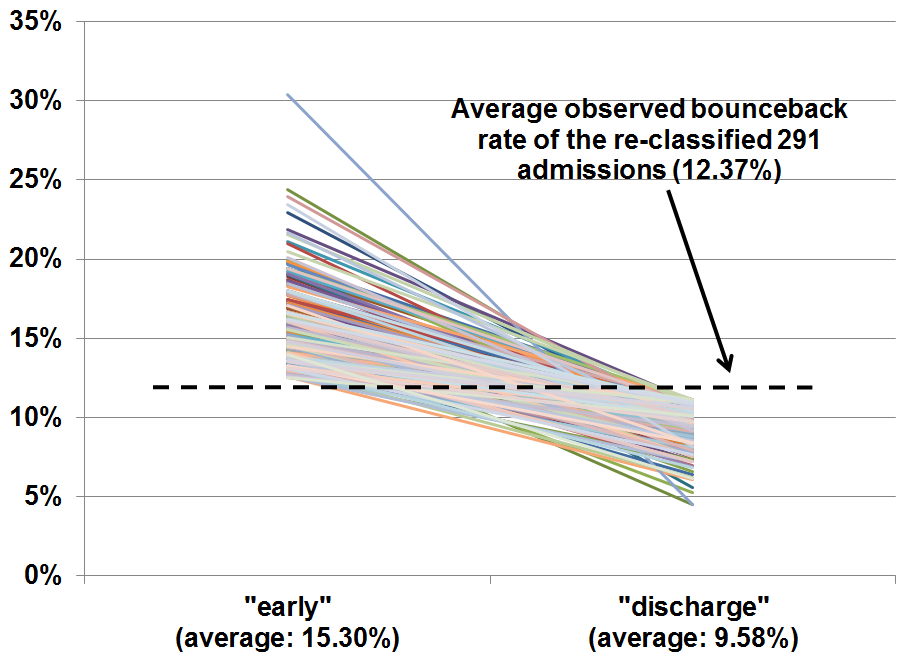 35%
30%
25%
20%
15%
10%
5%
0%
Average observed bounceback
rate of the re-classified 291
admissions (12.37%)
"early"
(average: 15.30%)
"discharge"
(average: 9.58%)